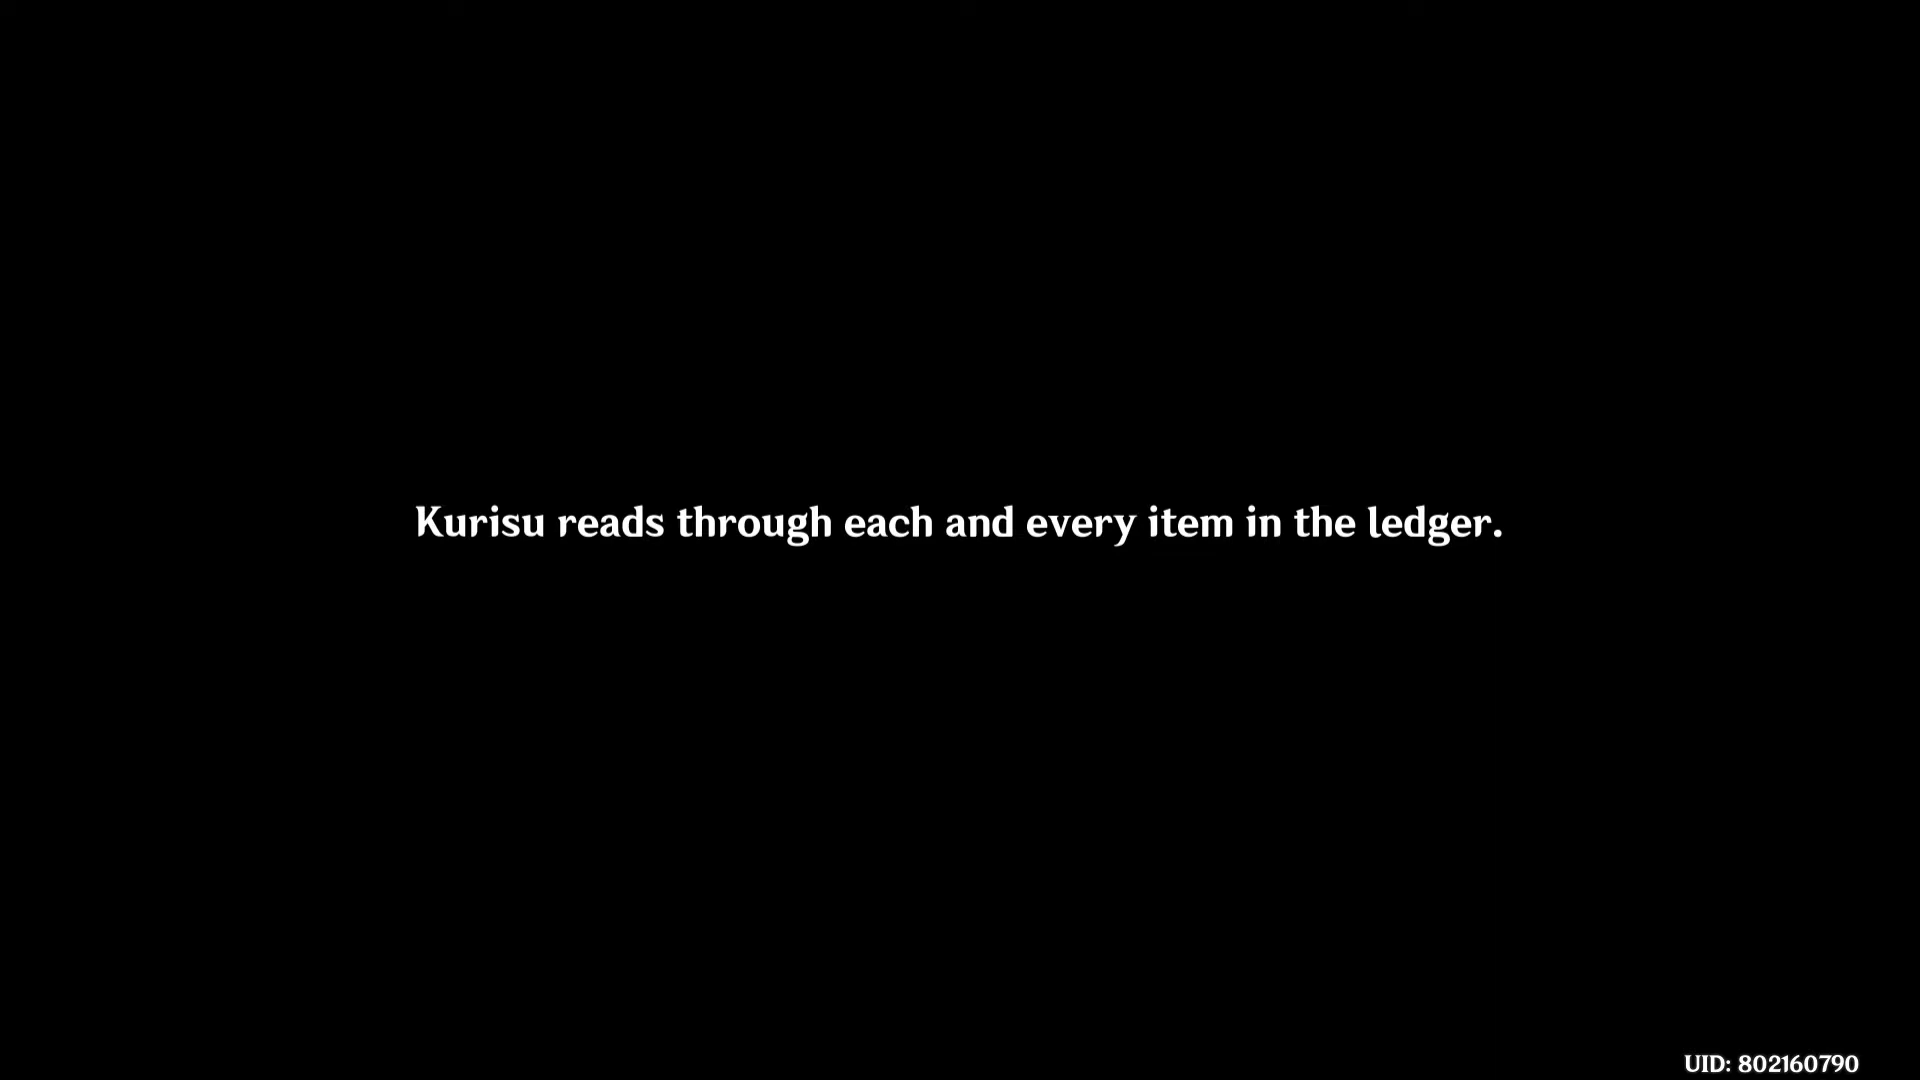 Kurisu reads through each and every item in the ledger.
UID: 802160790